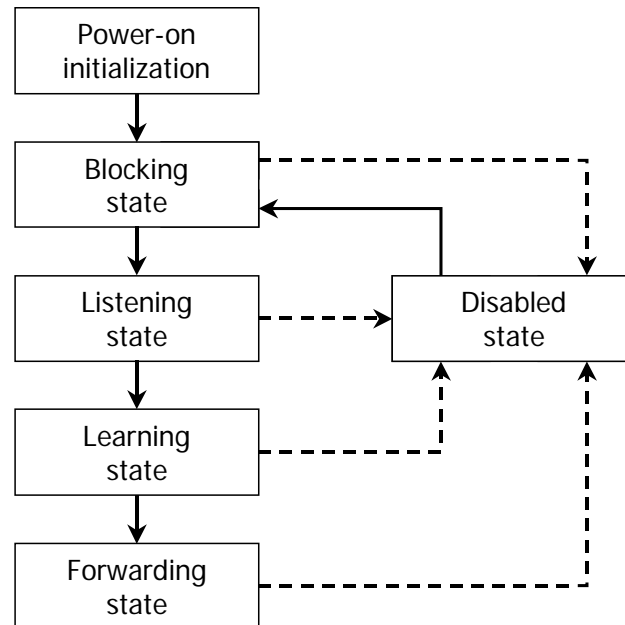 Power-on
initialization
Blocking
state
Listening
state
Disabled
state
Learning
state
Forwarding
state